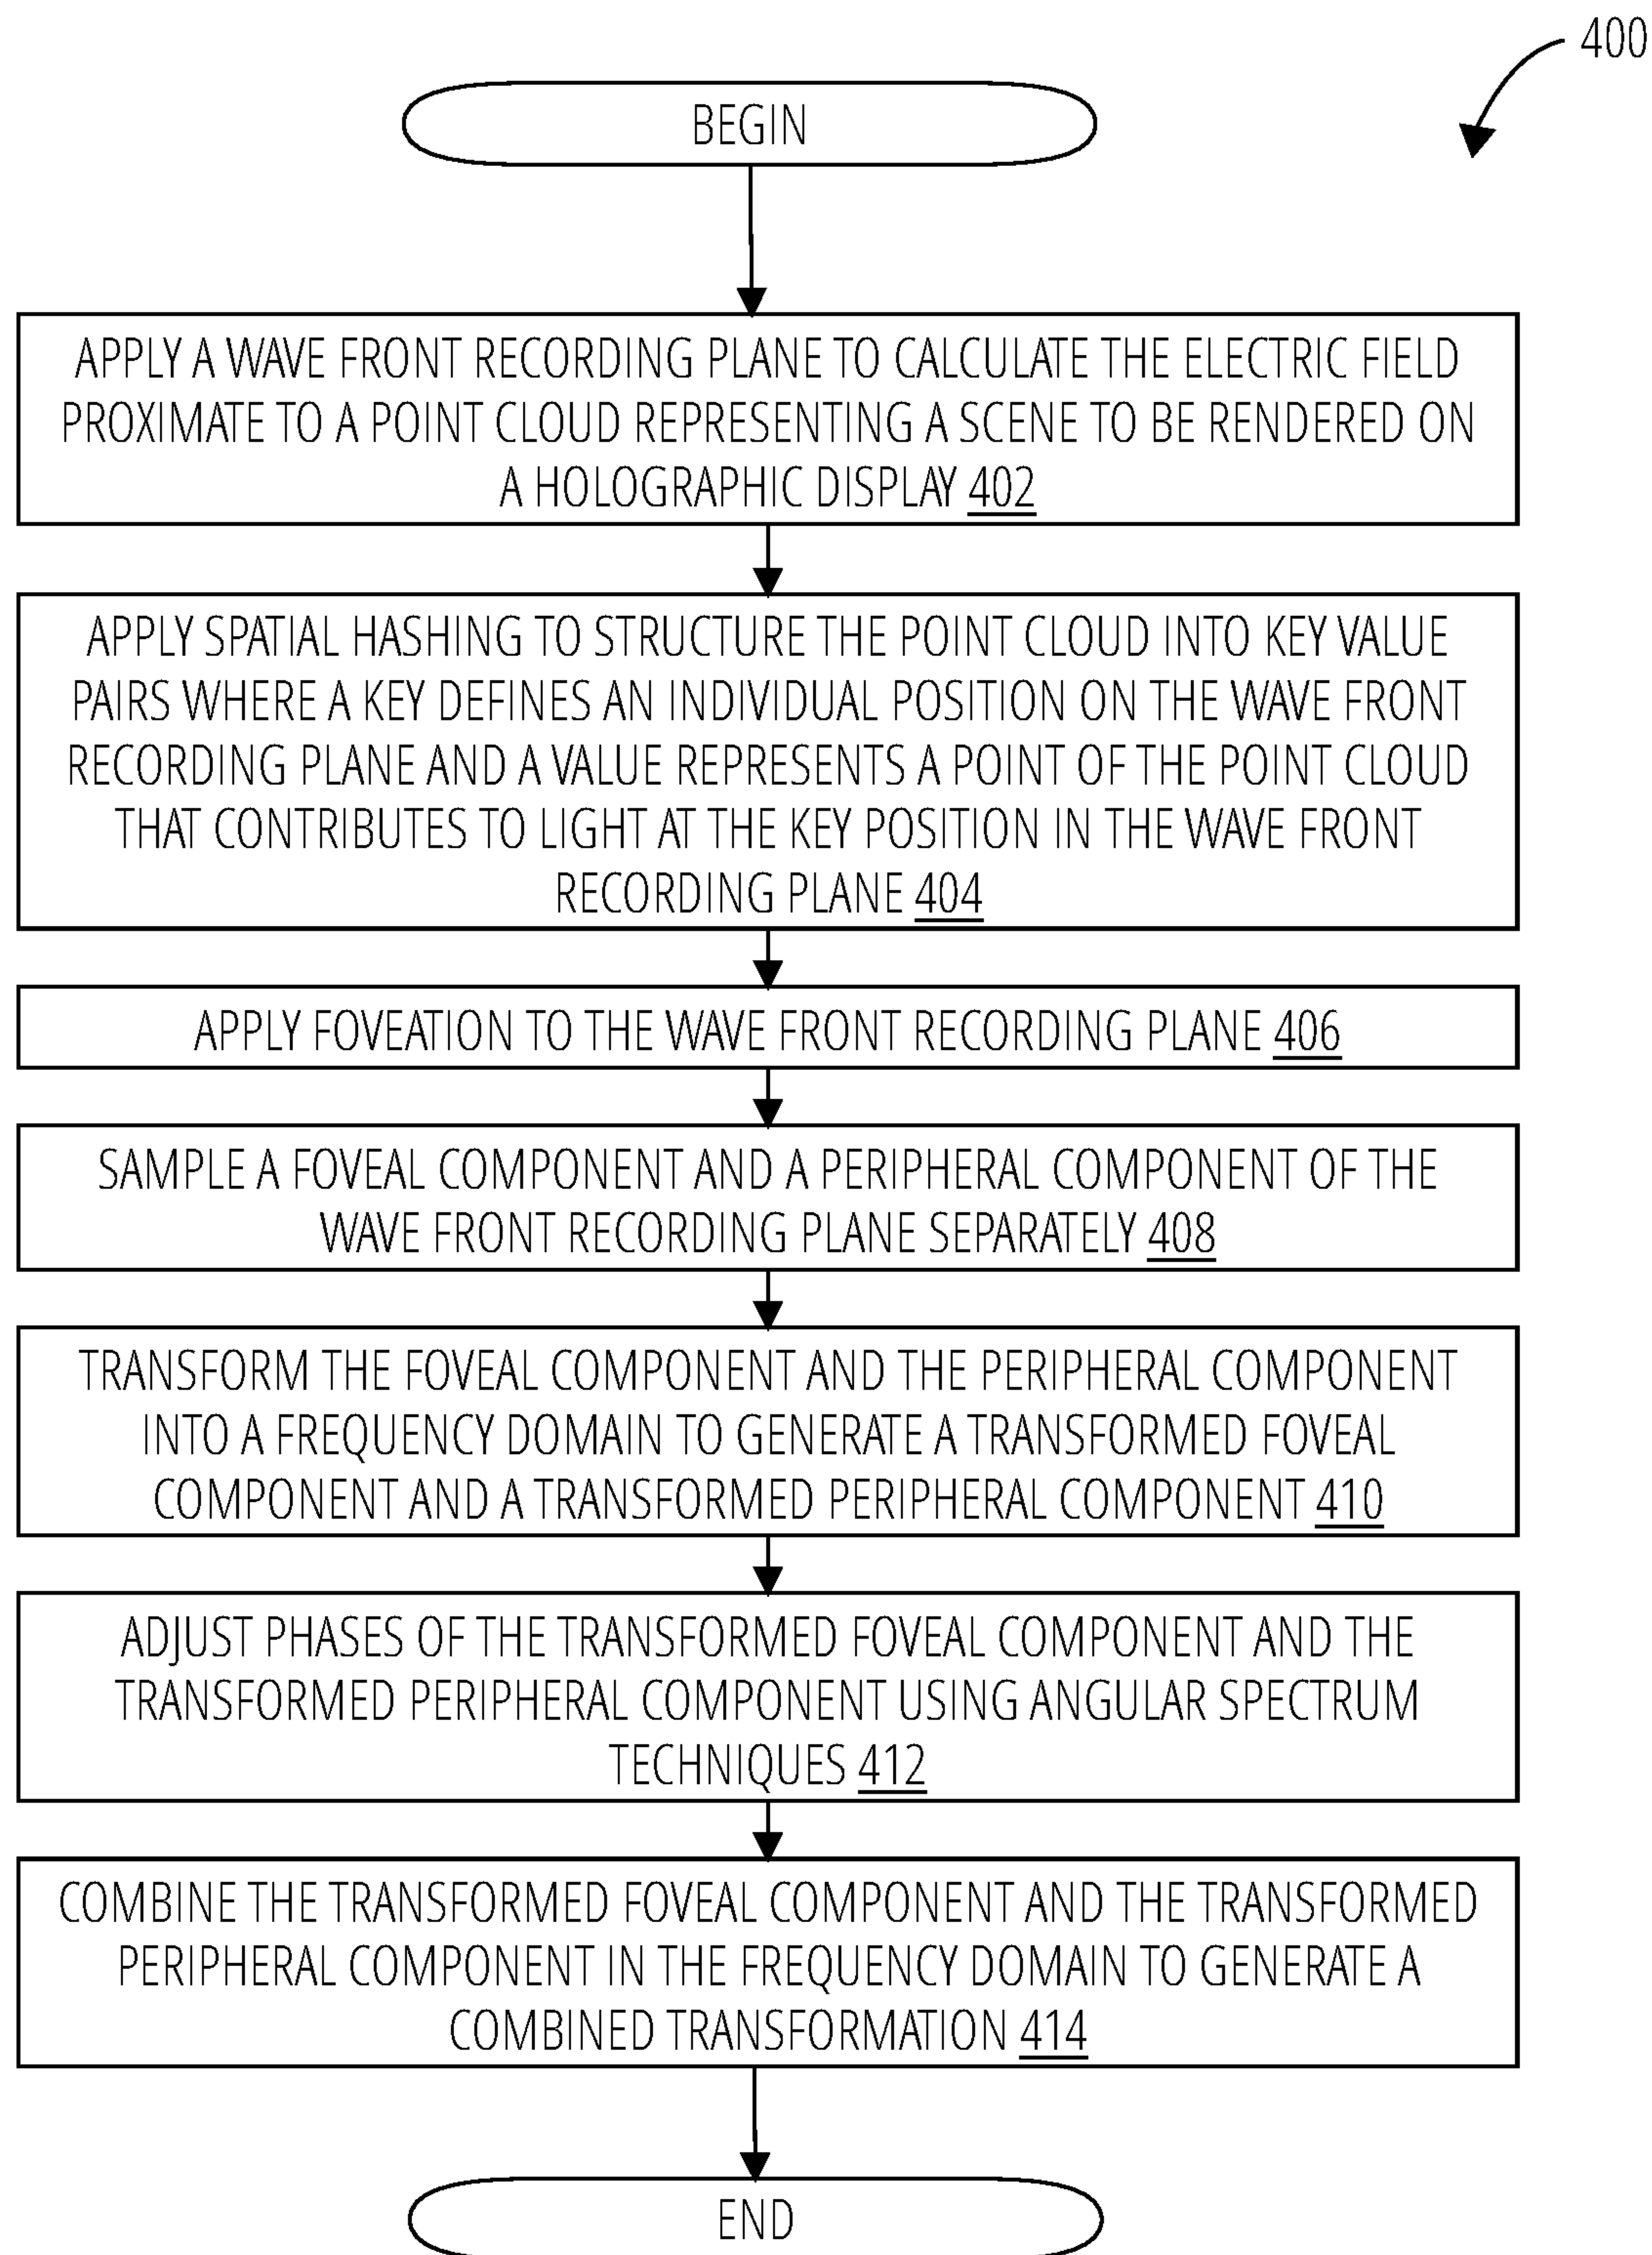 400
BEGIN
APPLY A WAVE FRONT RECORDING PLANE TO CALCULATE THE ELECTRIC FIELD
PROXIMATE TO A POINT CLOUD REPRESENTING A SCENE TO BE RENDERED ON
A HOLOGRAPHIC DISPLAY 402
APPLY SPATIAL HASHING TO STRUCTURE THE POINT CLOUD INTO KEY VALUE
PAIRS WHERE A KEY DEFINES AN INDIVIDUAL POSITION ON THE WAVE FRONT
RECORDING PLANE AND A VALUE REPRESENTS A POINT OF THE POINT CLOUD
THAT CONTRIBUTES TO LIGHT AT THE KEY POSITION IN THE WAVE FRONT
RECORDING PLANE 404
APPLY FOVEATION TO THE WAVE FRONT RECORDING PLANE 406
SAMPLE A FOVEAL COMPONENT AND A PERIPHERAL COMPONENT OF THE
WAVE FRONT RECORDING PLANE SEPARATELY 408
TRANSFORM THE FOVEAL COMPONENT AND THE PERIPHERAL COMPONENT
INTO A FREQUENCY DOMAIN TO GENERATE A TRANSFORMED FOVEAL
COMPONENT AND A TRANSFORMED PERIPHERAL COMPONENT 410
ADJUST PHASES OF THE TRANSFORMED FOVEAL COMPONENT AND THE
TRANSFORMED PERIPHERAL COMPONENT USING ANGULAR SPECTRUM
TECHNIQUES 412
COMBINE THE TRANSFORMED FOVEAL COMPONENT AND THE TRANSFORMED
PERIPHERAL COMPONENT IN THE FREQUENCY DOMAIN TO GENERATE A
COMBINED TRANSFORMATION 414
END